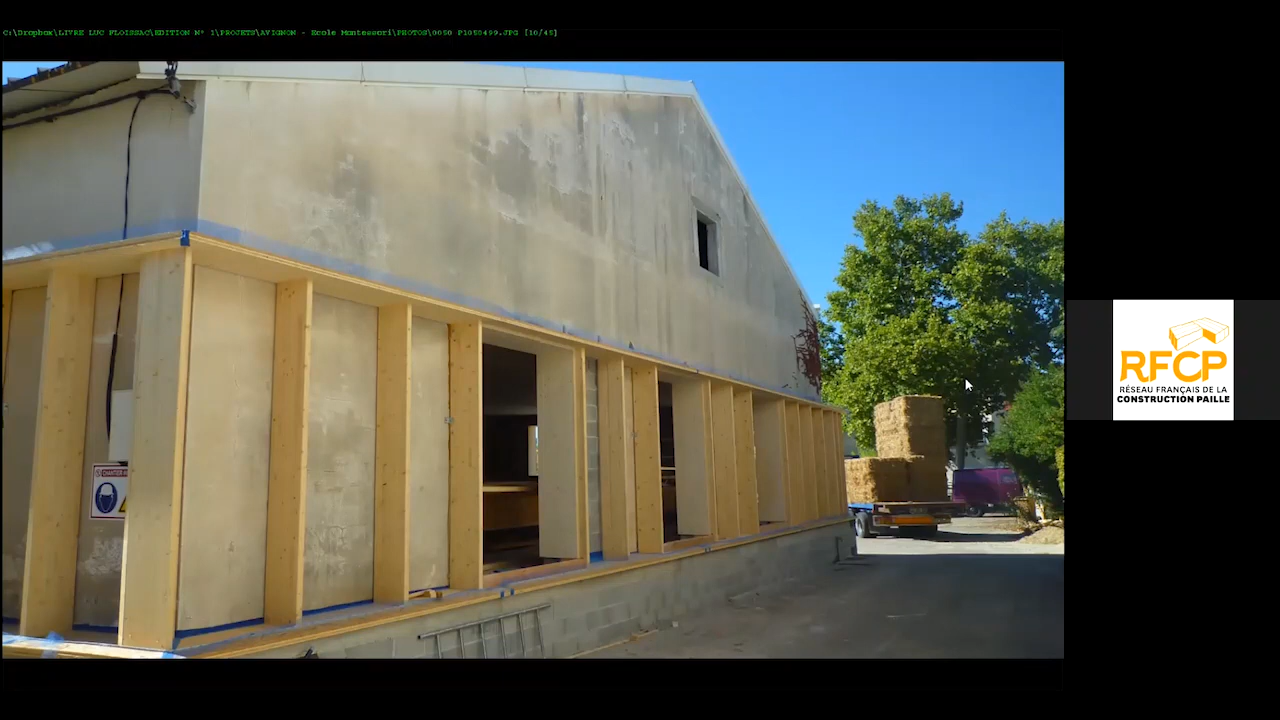 C:\Dropbox\LIVRE LUC FLOISSAC\EDITION N° 1\PROJETS\AVIGNON - Ecole Montessori\PHOTOS\0050 P1050499.JPG [10/45]
RFCP
RÉSEAU FRANÇAIS DE LA
CONSTRUCTION PAILLE